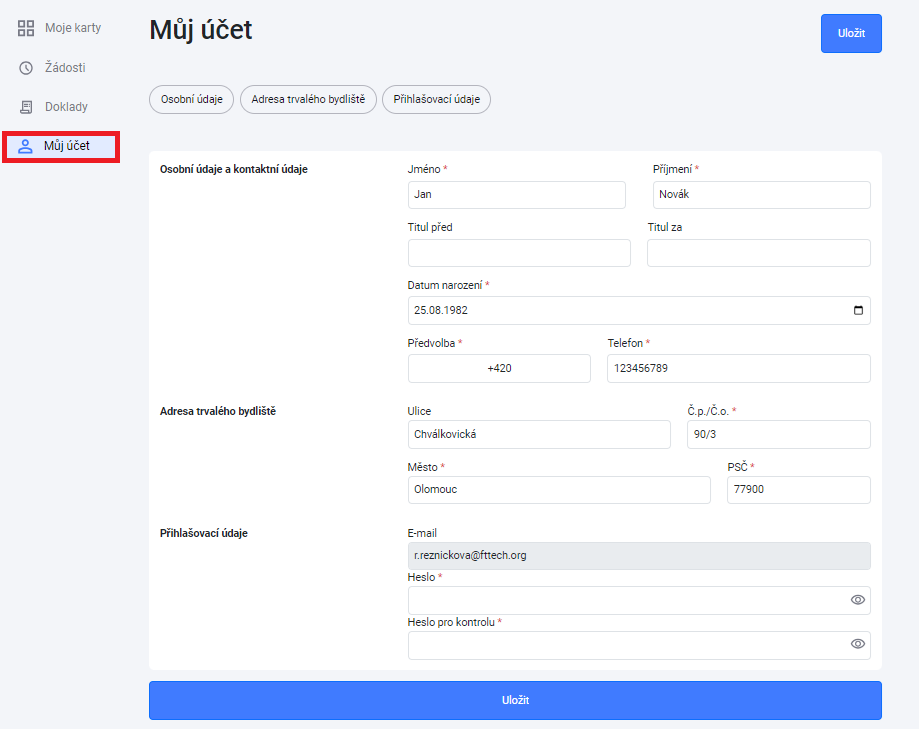 Moje karty
Žádosti
Doklady
Můj účet
Můj účet
Uložit
Osobní údaje
Adresa trvalého bydliště
Přihlašovací údaje
Osobní údaje a kontaktní údaje
Jméno * Příjmení *
Jan Novák
Titul před Titul za
Datum narození *
25.08.1982
Předvolba * Telefon *
+420 123456789
Adresa trvalého bydliště
Ulice Č.p./Č.o. *
Chválkovická 90/3
Město * PSČ *
Olomouc 77900
Přihlašovací údaje
E-mail
r.reznickova@fttech.org
Heslo *
Heslo pro kontrolu *
Uložit